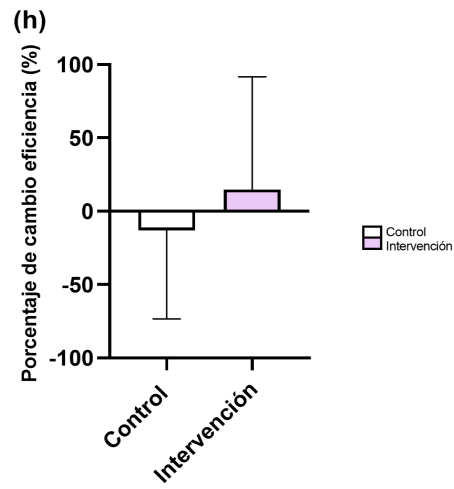 (h)
Porcentaje de cambio eficiencia (%)
100
50
0
-50
-100
Control
Intervención
Control
Intervención